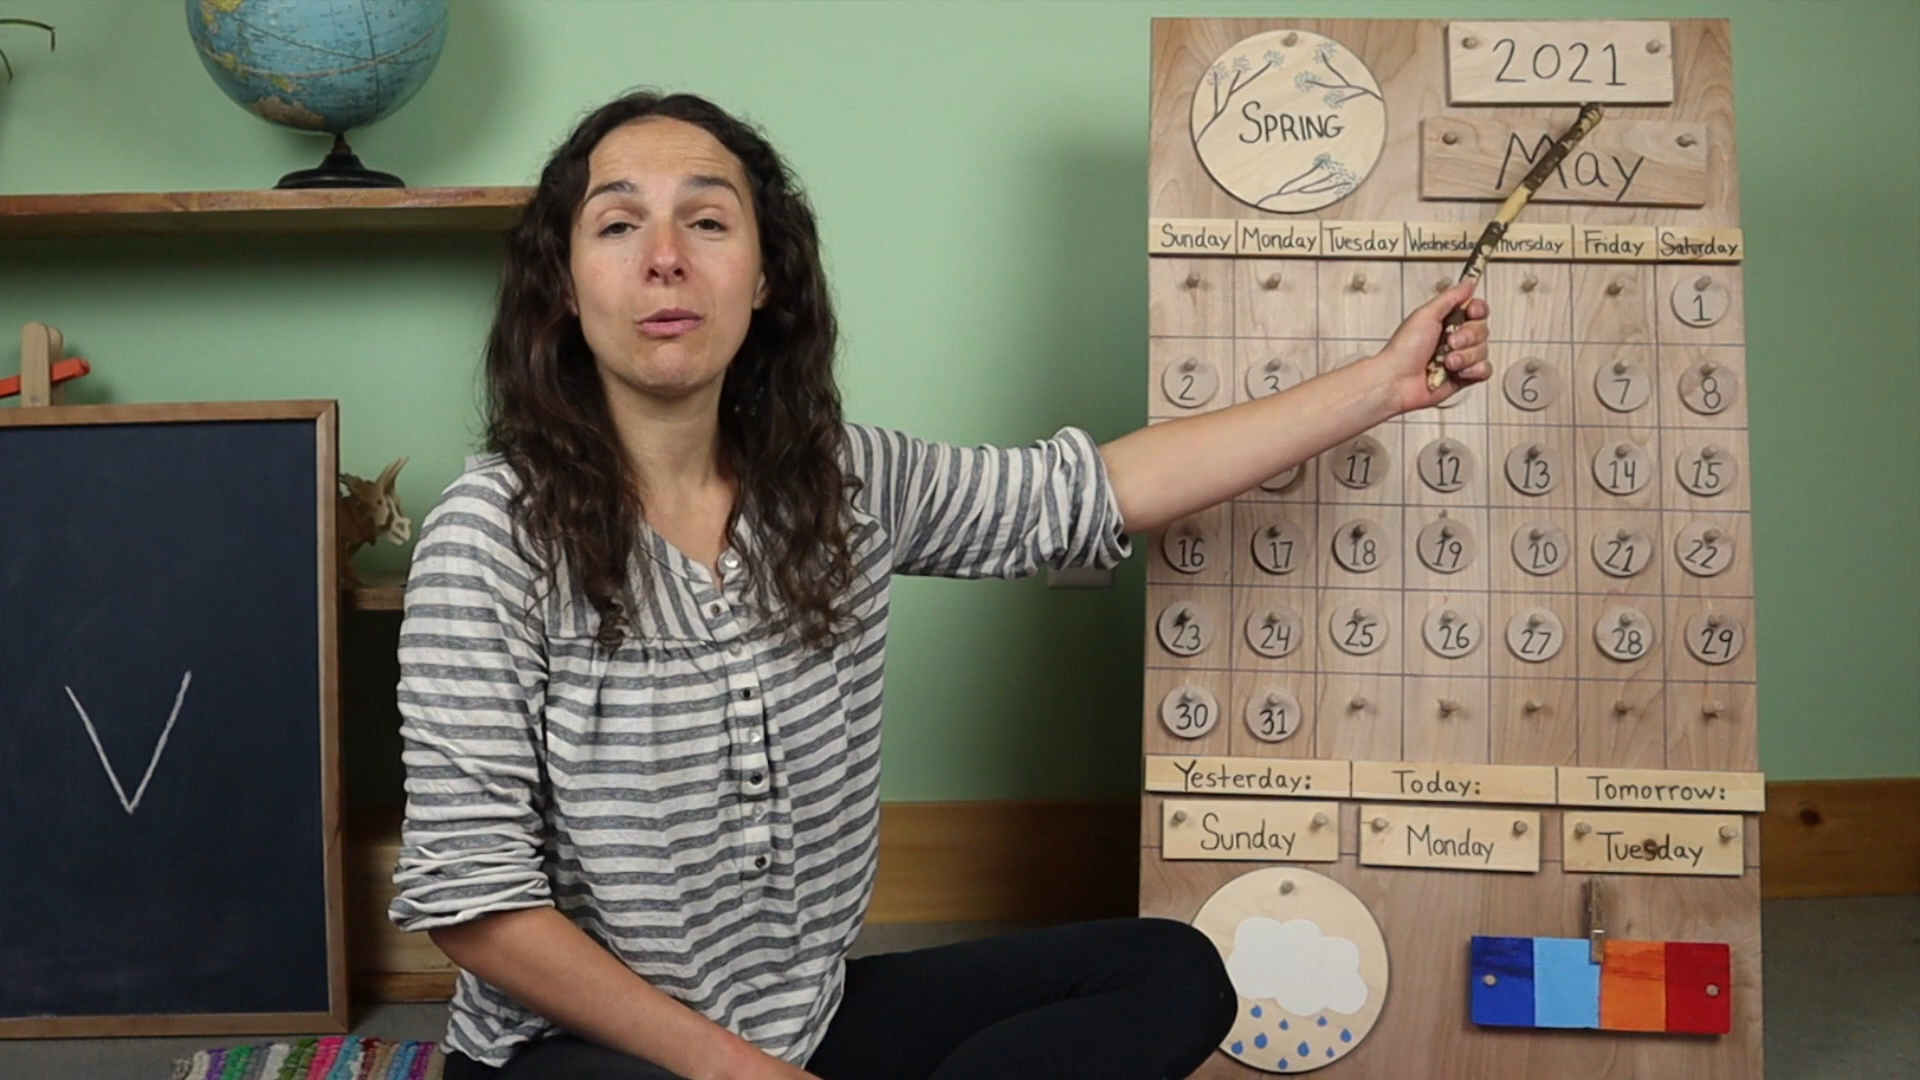 SPRING
2021
May
Sunday Monday Tuesday Wednesday Thursday Friday Saturday
1
2 3 6 7 8
11 12 13 14 15
16 17 18 19 20 21 22
23 24 25 26 27 28 29
30 31
Yesterday: Today: Tomorrow:
Sunday Monday Tuesday
V